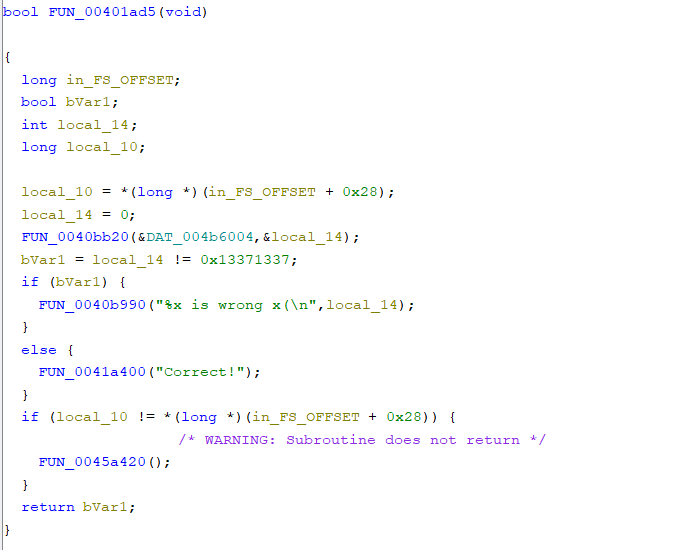 bool FUN_00401ad5(void)
{
long in_FS_OFFSET;
bool bVar1;
int local_14;
long local_10;
local_10 = *(long *)(in_FS_OFFSET + 0x28);
local_14 = 0;
FUN_0040bb20(&DAT_004b6004,&local_14);
bVar1 = local_14 != 0x13371337;
if (bVar1) {
FUN_0040b990("%x is wrong x(\n",local_14);
}
else {
FUN_0041a400("Correct!");
}
if (local_10 != *(long *)(in_FS_OFFSET + 0x28)) {
/* WARNING: Subroutine does not return */
FUN_0045a420();
}
return bVar1;
}